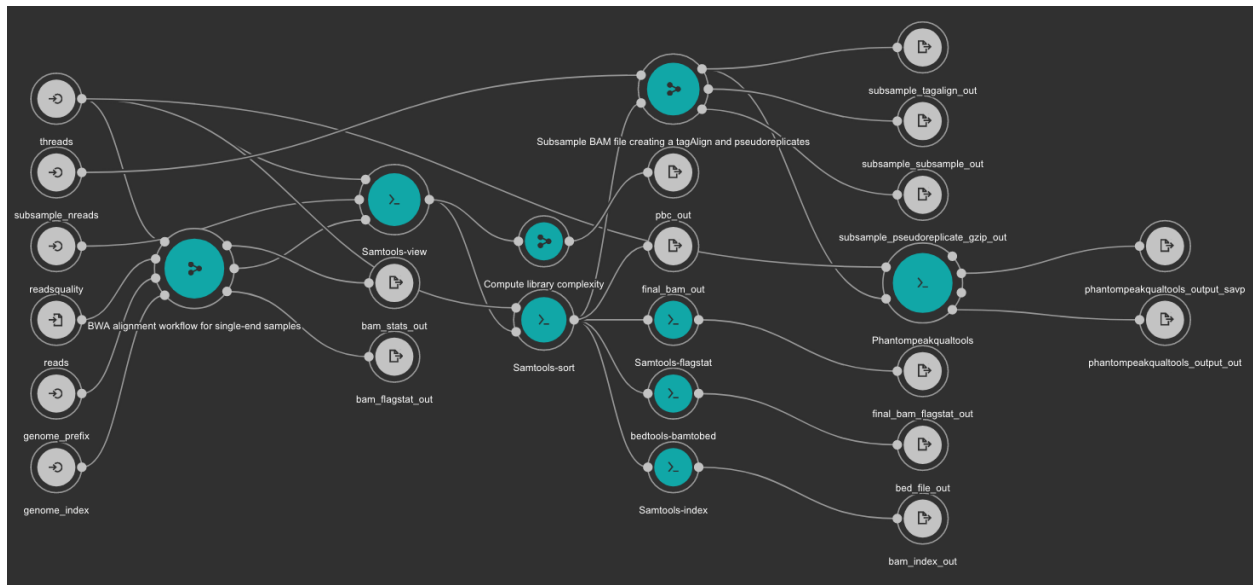 threads
subsample_nreads
readsquality
reads
genome_prefix
genome_index
BWA alignment workflow for single-end samples
Samtools-view
bam_stats_out
bam_flagstat_out
Compute library complexity
Samtools-sort
Subsample BAM file creating a tagAlign and pseudoreplicates
pbc_out
final_bam_out
Samtools-flagstat
bedtools-bamtobed
Samtools-index
subsample_tagalign_out
subsample_subsample_out
subsample_pseudoreplicate_gzip_out
Phantompeakqualtools
final_bam_flagstat_out
bed_file_out
bam_index_out
phantompeakqualtools_output_savp
phantompeakqualtools_output_out